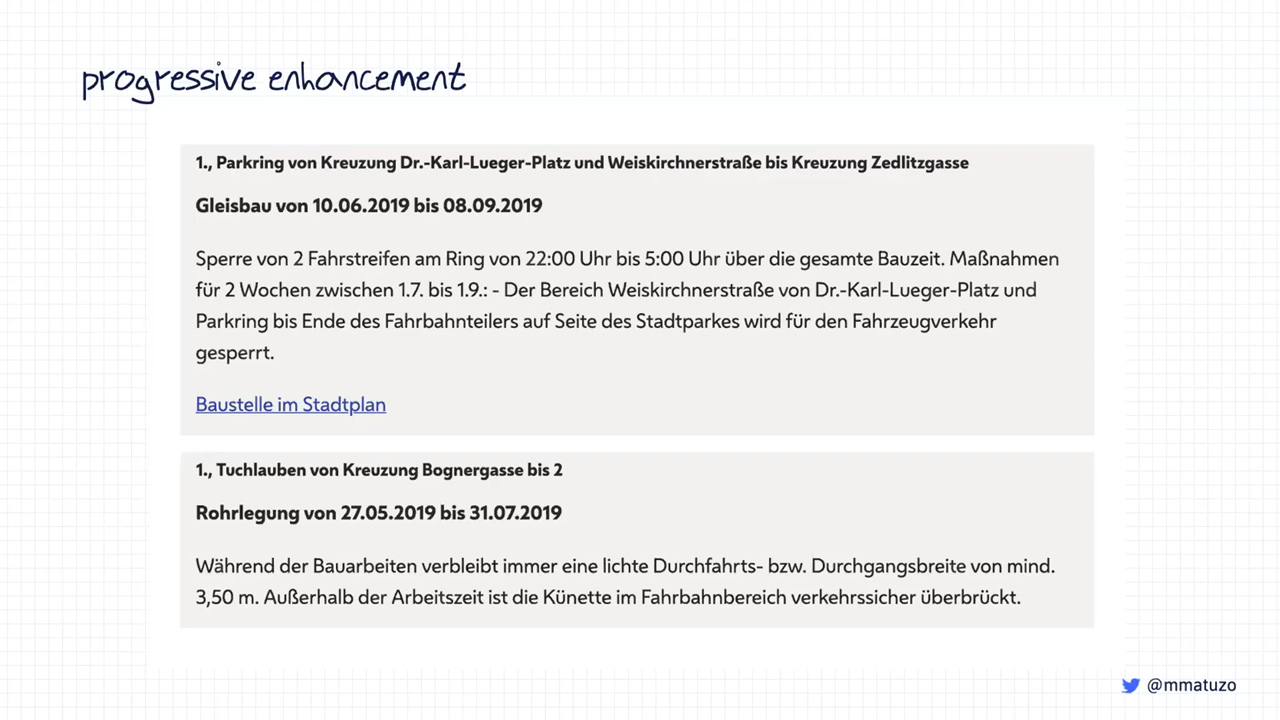 progressive enhancement
1., Parkring von Kreuzung Dr.-Karl-Lueger-Platz und Weiskirchnerstraße bis Kreuzung Zedlitzgasse
Gleisbau von 10.06.2019 bis 08.09.2019
Sperre von 2 Fahrstreifen am Ring von 22:00 Uhr bis 5:00 Uhr über die gesamte Bauzeit. Maßnahmen
für 2 Wochen zwischen 1.7. bis 1.9.: - Der Bereich Weiskirchnerstraße von Dr.-Karl-Lueger-Platz und
Parkring bis Ende des Fahrbahnteilers auf Seite des Stadtparkes wird für den Fahrzeugverkehr
gesperrt.
Baustelle im Stadtplan
1., Tuchlauben von Kreuzung Bognergasse bis 2
Rohrlegung von 27.05.2019 bis 31.07.2019
Während der Bauarbeiten verbleibt immer eine lichte Durchfahrts- bzw. Durchgangsbreite von mind.
3,50 m. Außerhalb der Arbeitszeit ist die Künette im Fahrbahnbereich verkehrssicher überbrückt.
@mmatuzo